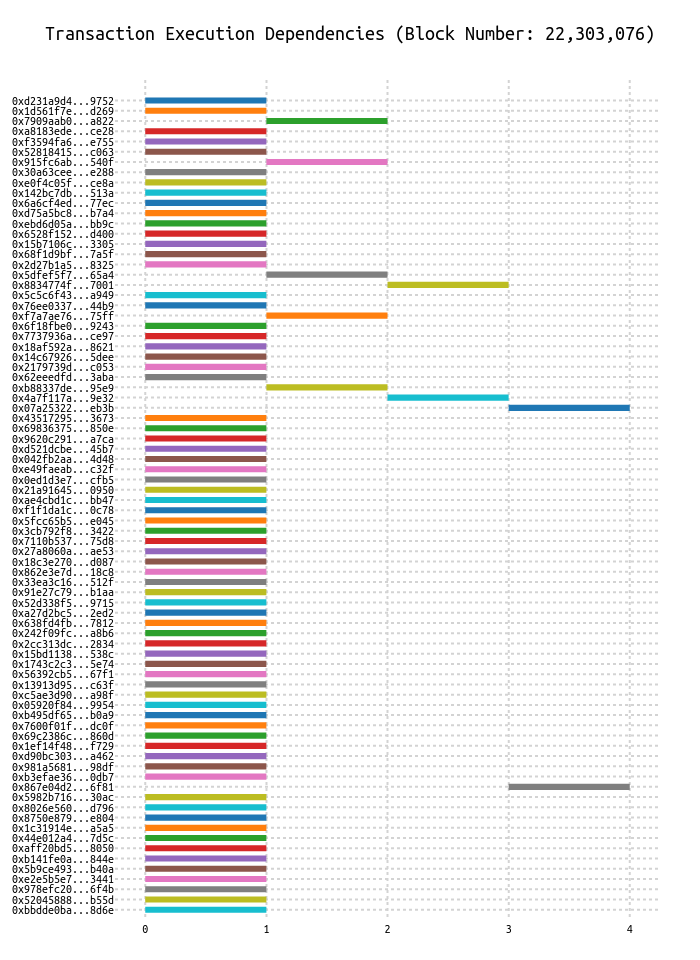 Transaction Execution Dependencies (Block Number: 22,303,076)
0xd231a9d4...9752
0x1d561f7e...d269
0x7909aab0...a822
0xa8183ede...ce28
0xf3594fa6...e755
0x52818415...c063
0x915fc6ab...540f
0x30a63cee...e288
0xe0f4c05f...ce8a
0x142bc7db...513a
0x6a6cf4ed...77ec
0xd75a5bc8...b7a4
0xebd6d05a...bb9c
0x6528f152...d400
0x15b7106c...3305
0x68f1d9bf...7a5f
0x2d27b1a5...8325
0x5dfef5f7...65a4
0x8834774f...7001
0x5c5c6f43...a949
0x76ee0337...44b9
0xf7a7ae76...75ff
0x6f18fbe0...9243
0x7737936a...ce97
0x18af592a...8621
0x14c67926...5dee
0x2179739d...c053
0x62eeedfd...3aba
0xb88337de...95e9
0x4a7f117a...9e32
0x07a25322...eb3b
0x43517295...3673
0x69836375...850e
0x9620c291...a7ca
0xd521dcbe...45b7
0x042fb2aa...4d48
0xe49faeab...c32f
0x0ed1d3e7...cfb5
0x21a91645...0950
0xae4cbd1c...bb47
0xf1f1da1c...0c78
0x5fcc65b5...e045
0x3cb792f8...3422
0x7110b537...75d8
0x27a8060a...ae53
0x18c3e270...d087
0x862e3e7d...18c8
0x33ea3c16...512f
0x91e27c79...b1aa
0x52d338f5...9715
0xa27d2bc5...2ed2
0x638fd4fb...7812
0x242f09fc...a8b6
0x2cc313dc...2834
0x15bd1138...538c
0x1743c2c3...5e74
0x56392cb5...67f1
0x13913d95...c63f
0xc5ae3d90...a98f
0x05920f84...9954
0xb495df65...b0a9
0x7600f01f...dc0f
0x69c2386c...860d
0x1ef14f48...f729
0xd90bc303...a462
0x981a5681...98df
0xb3efae36...0db7
0x867e04d2...6f81
0x5982b716...30ac
0x8026e560...d796
0x8750e879...e804
0x1c31914e...a5a5
0x44e012a4...7d5c
0xaff20bd5...8050
0xb141fe0a...844e
0x5b9ce493...b40a
0xe2e5b5e7...3441
0x978efc20...6f4b
0x52045888...b55d
0xbbdde0ba...8d6e
0 1 2 3 4